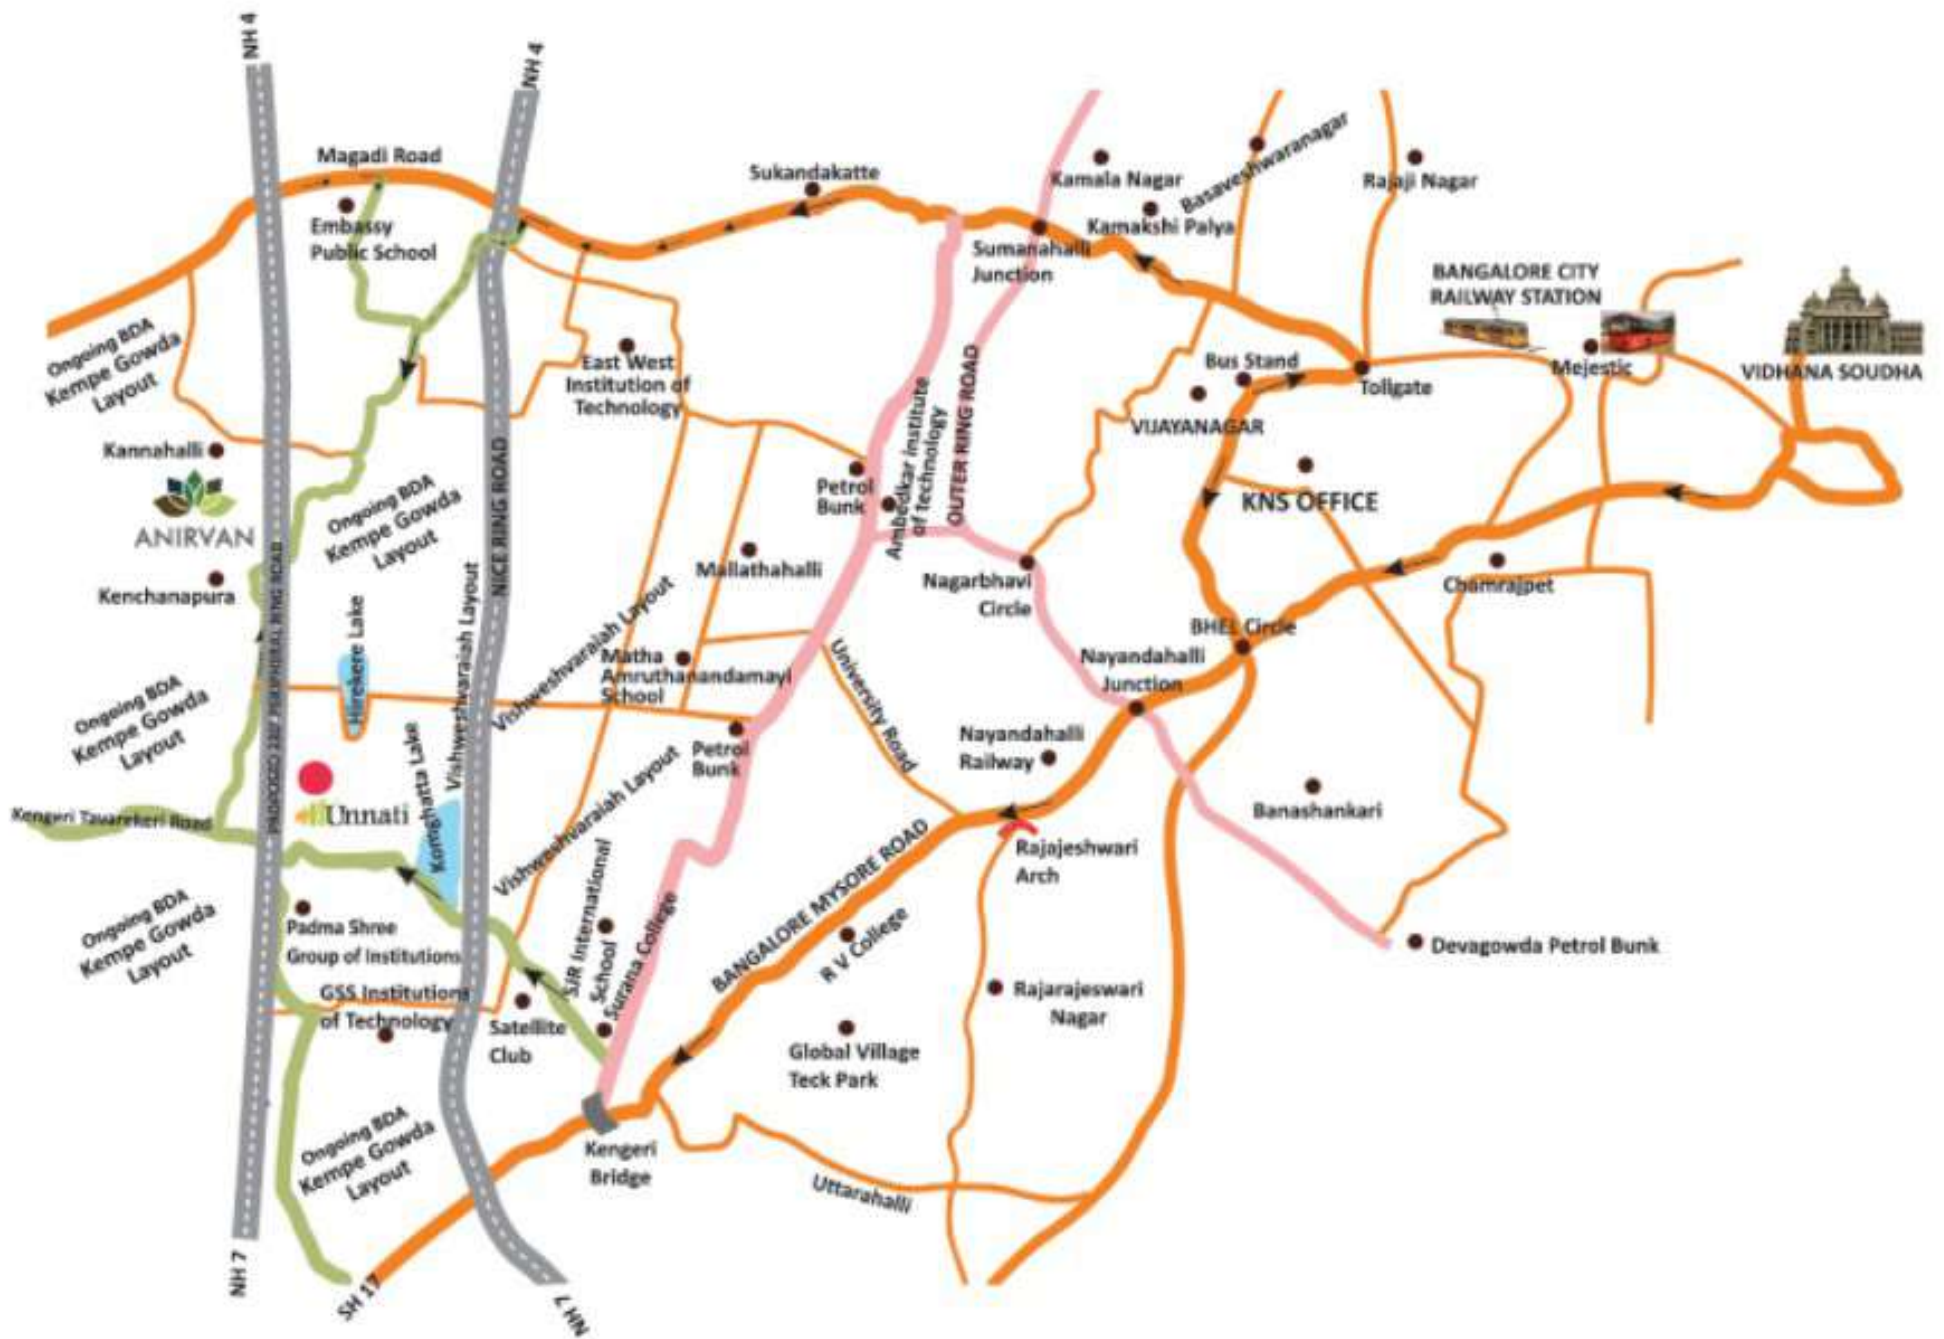 NH 4
NH 4
Magadi Road
Embassy
Public School
Sukandakatte
Kamala Nagar
Basaveshwaranagar
Rajaji Nagar
Kamakshi Palya
Sumanahalli
Junction
BANGALORE CITY
RAILWAY STATION
Mejestic
VIDHANA SOUDHA
Ongoing BDA
Kempe Gowda
Layout
East West
Institution of
Technology
Bus Stand
Tollgate
VIJAYANAGAR
Kannahalli
ANIRVAN
Kenchanapura
Ongoing BDA
Kempe Gowda
Layout
NICE RING ROAD
Petrol
Bunk
Ambedkar institute
of technology
OUTER RING ROAD
KNS OFFICE
Mallathahalli
Nagarbhavi
Circle
Chamrajpet
BHEL Circle
PERIPHERAL RING ROAD
Hirekere Lake
Vishweshwaraiah Layout
Vishweshvaraiah Layout
Matha
Amruthanandamayi
School
University Road
Nayandahalli
Junction
Ongoing BDA
Kempe Gowda
Layout
Petrol
Bunk
Nayandahalli
Railway
Banashankari
Unnati
Kengeri Tavarekeri Road
Lake
Vishweshvaraiah Layout
Rajajeshwari
Arch
BANGALORE MYSORE ROAD
Ongoing BDA
Kempe Gowda
Layout
Padma Shree
Group of Institutions
SJR International
School
Surana College
R V College
Devagowda Petrol Bunk
GSS Institutions
of Technology
Satellite
Club
Rajarajeswari
Nagar
Global Village
Teck Park
Ongoing BDA
Kempe Gowda
Layout
Kengeri
Bridge
Uttarahalli
NH 7
SH 17
NH 7